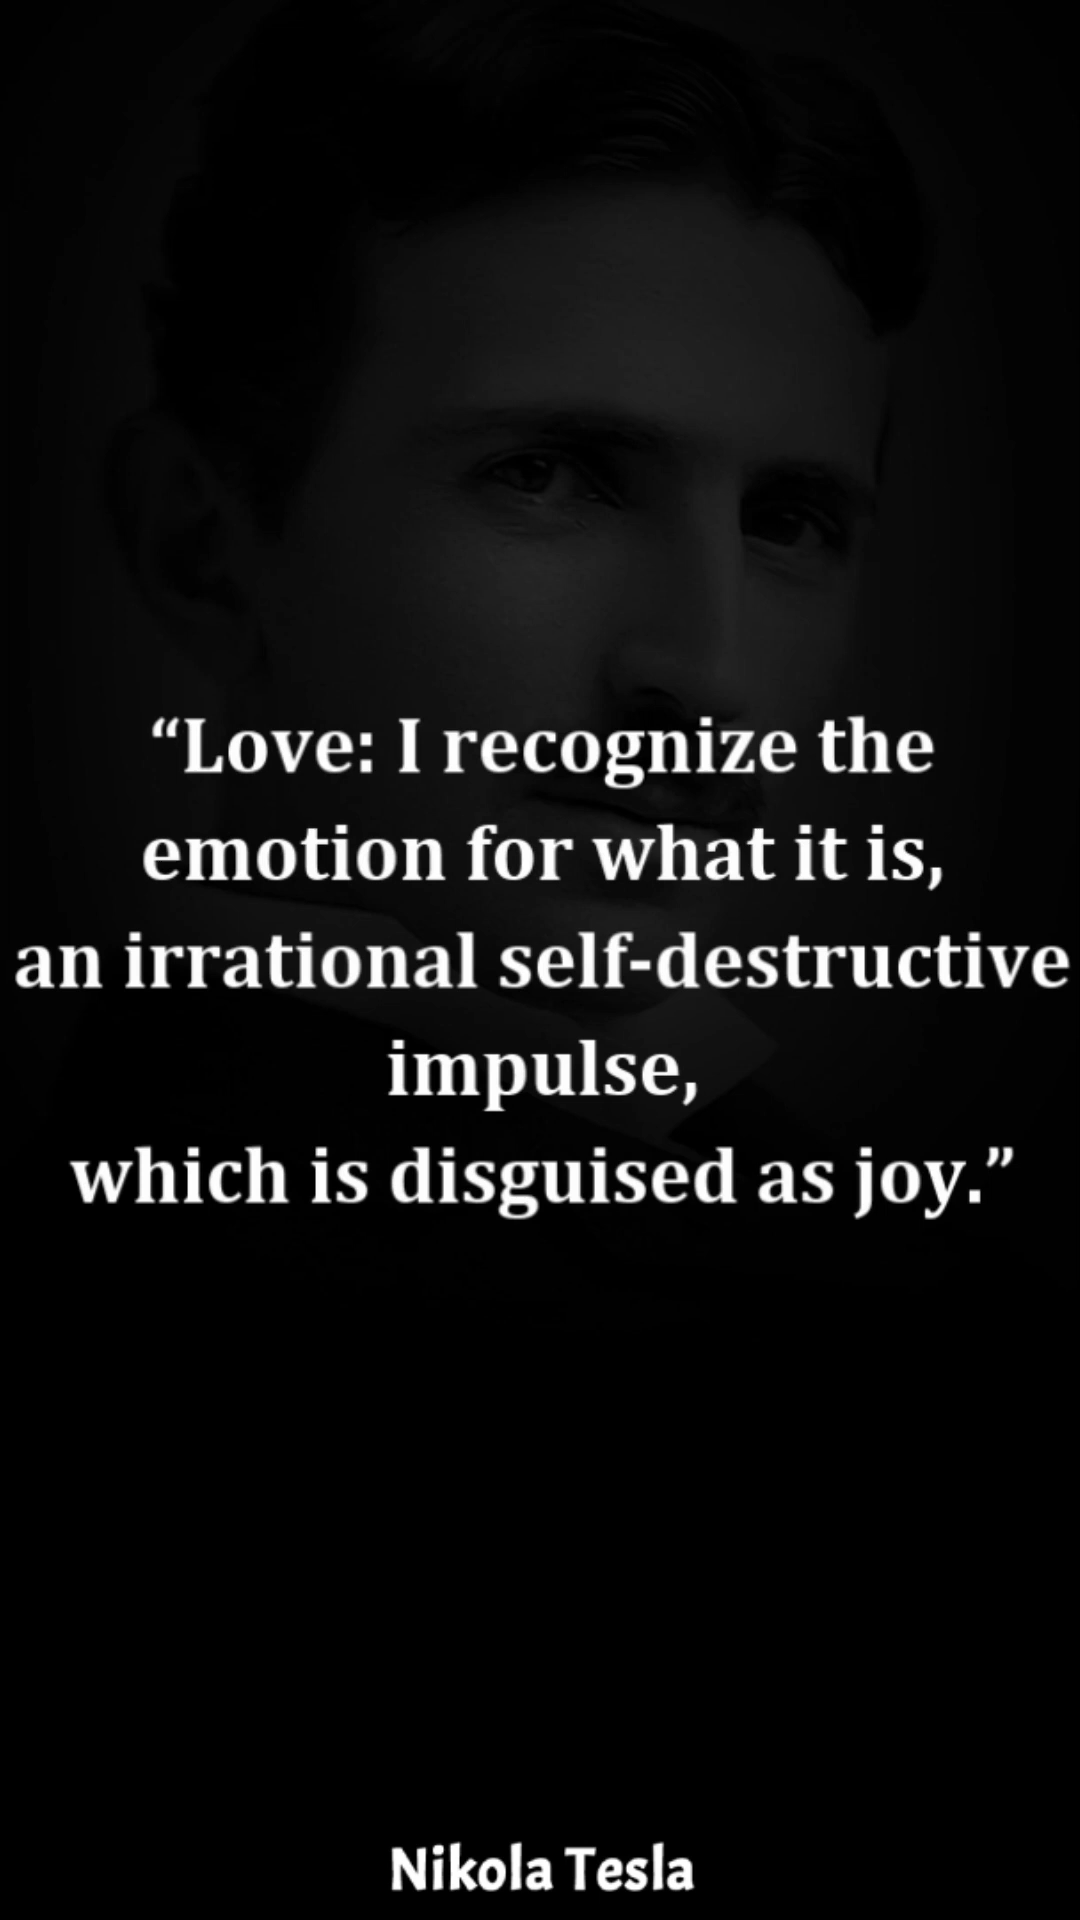 “Love: I recognize the
emotion for what it is,
an irrational self-destructive
impulse,
which is disguised as joy.”
Nikola Tesla